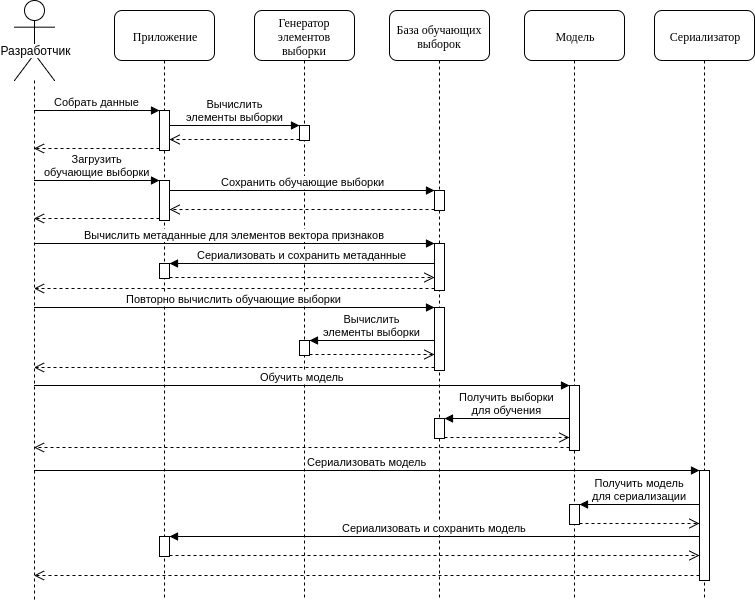 Разработчик
Приложение
Генератор
элементов
выборки
База обучающих
выборок
Модель
Сериализатор
Собрать данные
Вычислить
элементы выборки
Загрузить
обучающие выборки
Сохранить обучающие выборки
Вычислить метаданные для элементов вектора признаков
Сериализовать и сохранить метаданные
Повторно вычислить обучающие выборки
Вычислить
элементы выборки
Обучить модель
Получить выборки
для обучения
Сериализовать модель
Получить модель
для сериализации
Сериализовать и сохранить модель